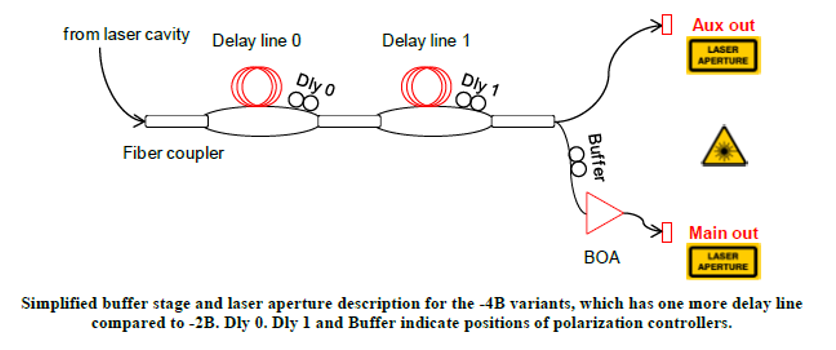 from laser cavity
Delay line 0
Delay line 1
Aux out
LASER
APERTURE
Dly 0
Dly 1
Fiber coupler
Buffer
BOA
Main out
LASER
APERTURE
Simplified buffer stage and laser aperture description for the -4B variants, which has one more delay line
compared to -2B. Dly 0. Dly 1 and Buffer indicate positions of polarization controllers.